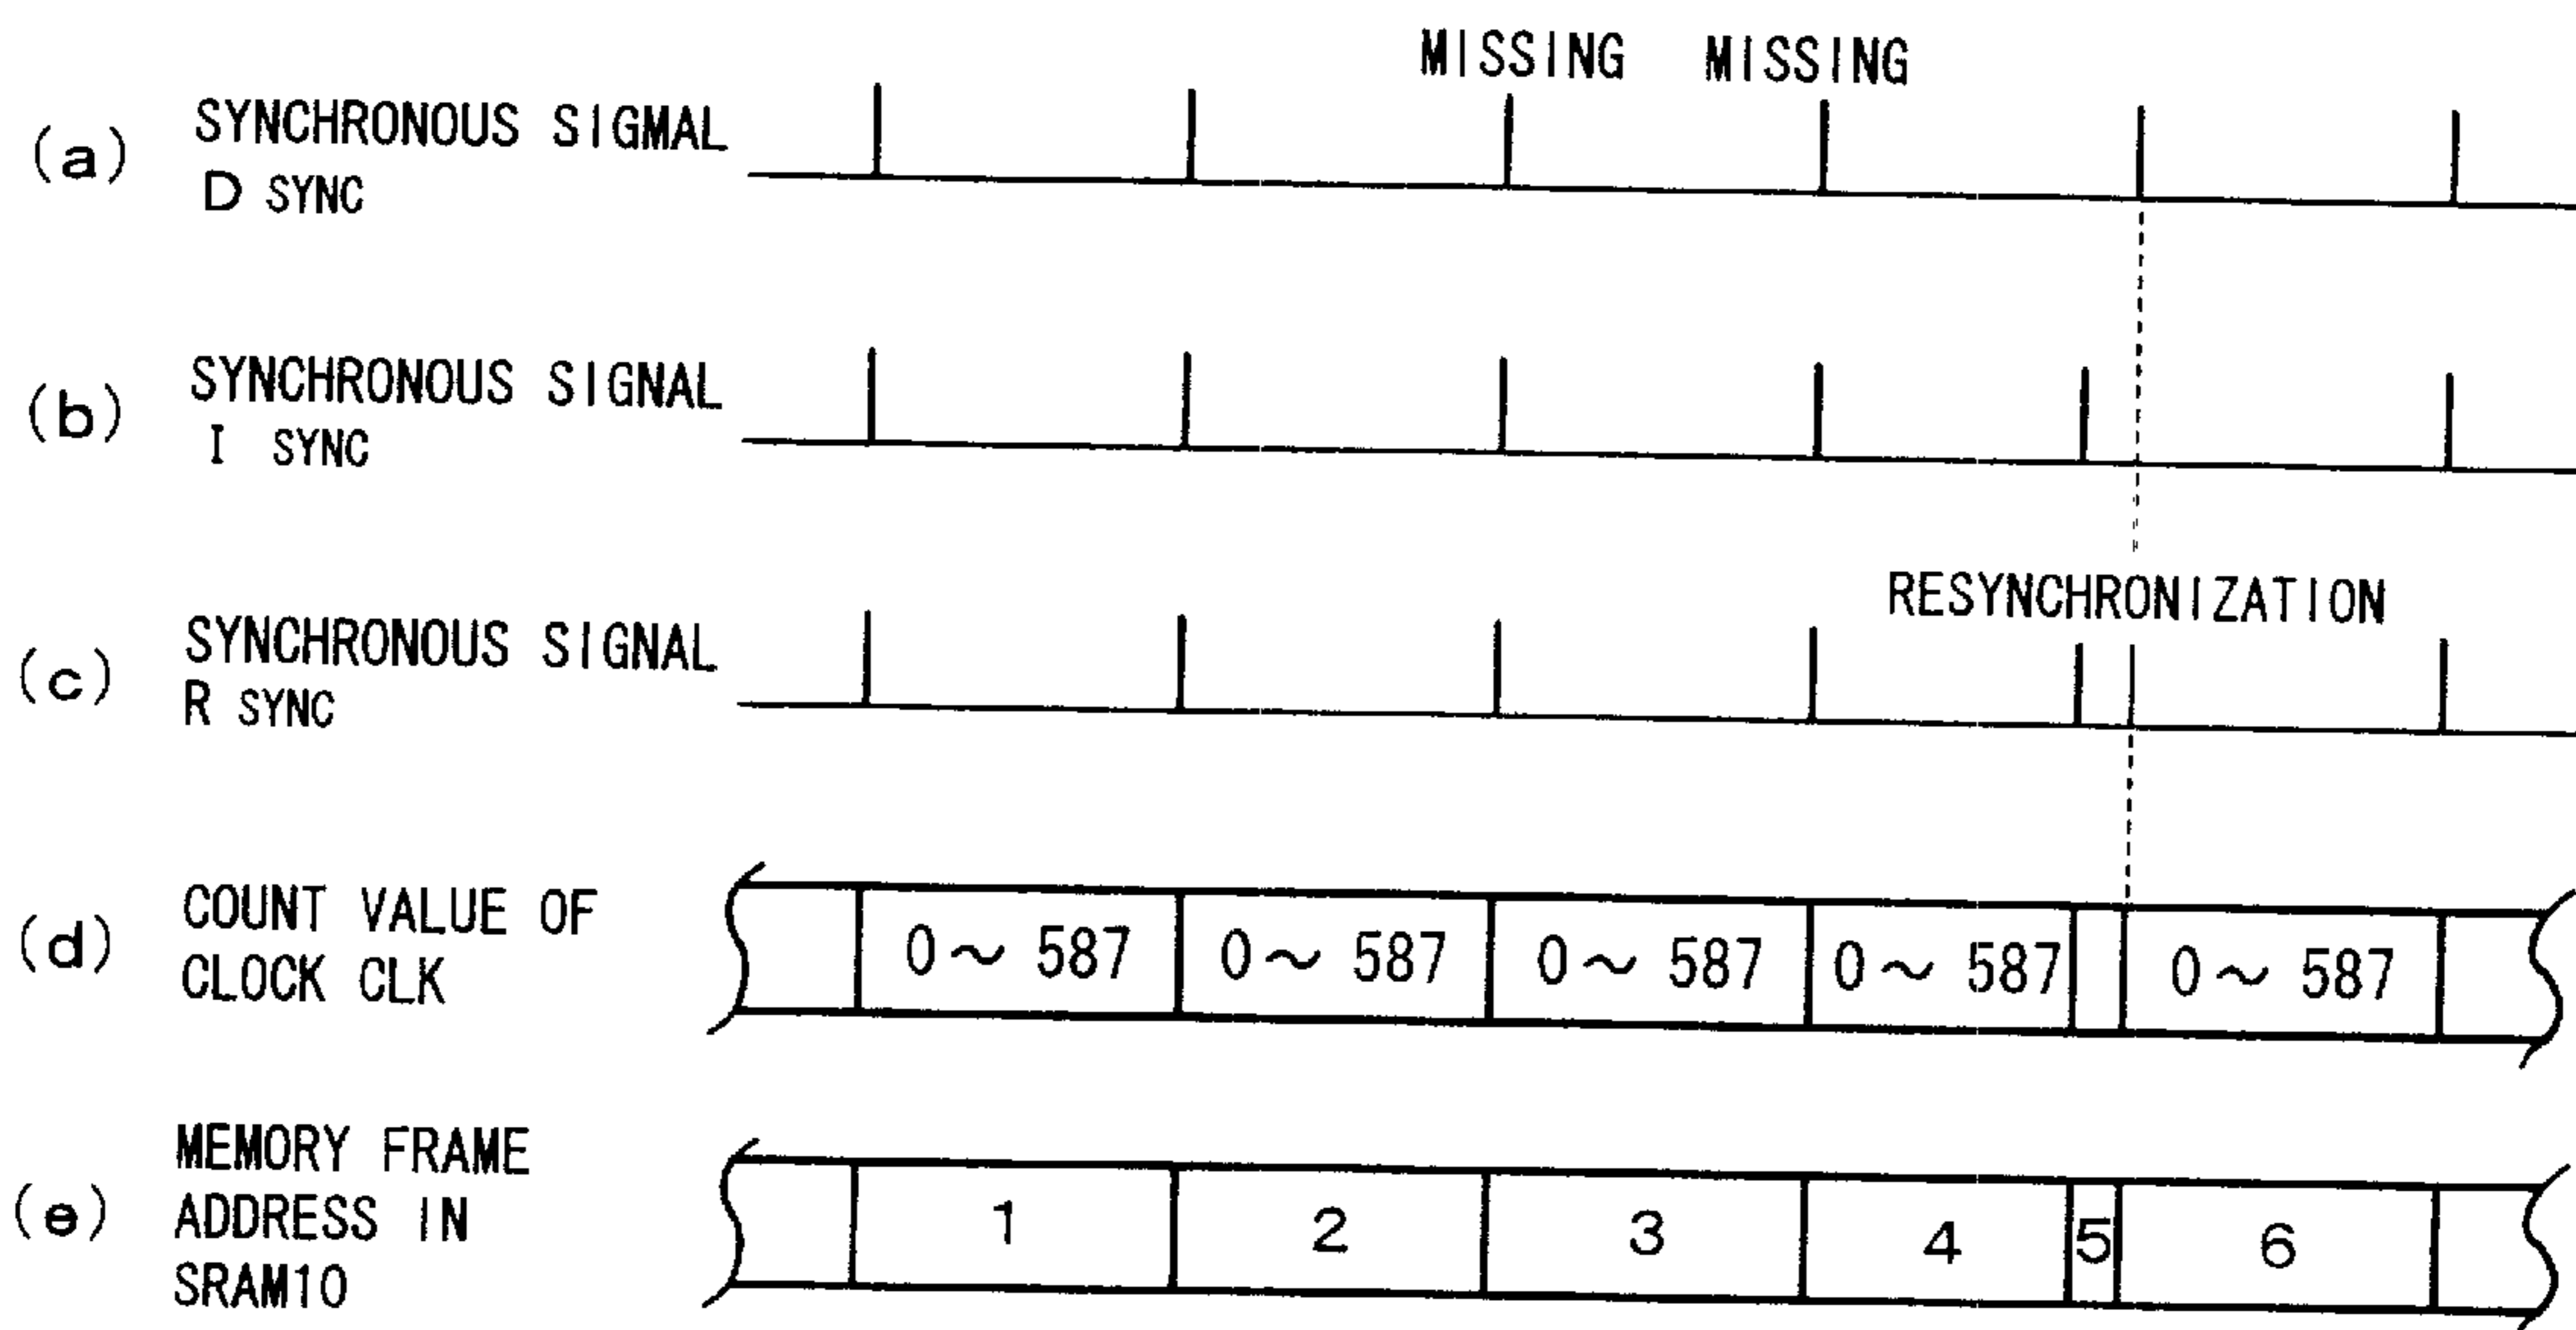 MISSING MISSING
(a) SYNCHRONOUS SIGMAL
D SYNC
(b) SYNCHRONOUS SIGNAL
I SYNC
RESYNCHRONIZATION
(c) SYNCHRONOUS SIGNAL
R SYNC
(d) COUNT VALUE OF
CLOCK CLK
0～587 0～587 0～587 0～587 0～587
(e) MEMORY FRAME
ADDRESS IN
SRAM10
1 2 3 4 5 6